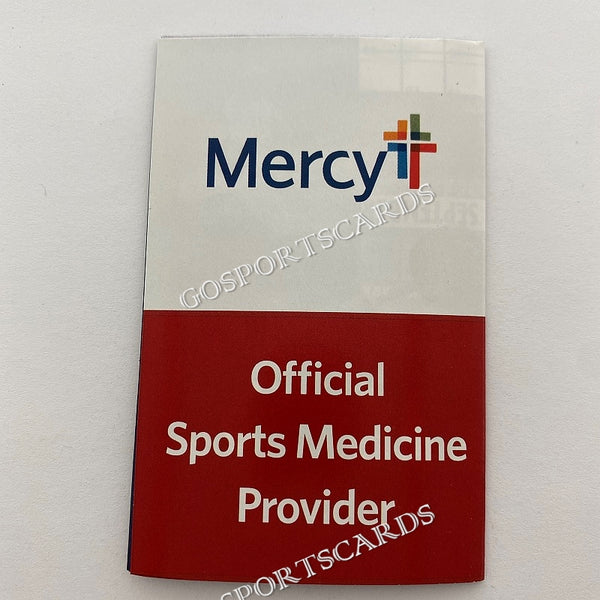 Mercy
GOSPORTSCARDS
Official
Sports Medicine
Provider
GOSPORTSCARDS